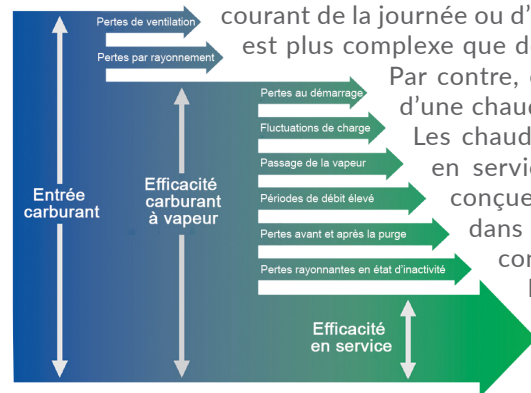 Pertes de ventilation
Pertes par rayonnement
Pertes au démarrage
Fluctuations de charge
Passage de la vapeur
Périodes de débit élevé
Pertes avant et après la purge
Pertes rayonnantes en état d'inactivité
Entrée
carburant
Efficacité
carburant
à vapeur
Efficacité
en service
courant de la journée ou d'
est plus complexe que d
Par contre,
d'une chaud
Les chaud
en servi
conçue
dans
con